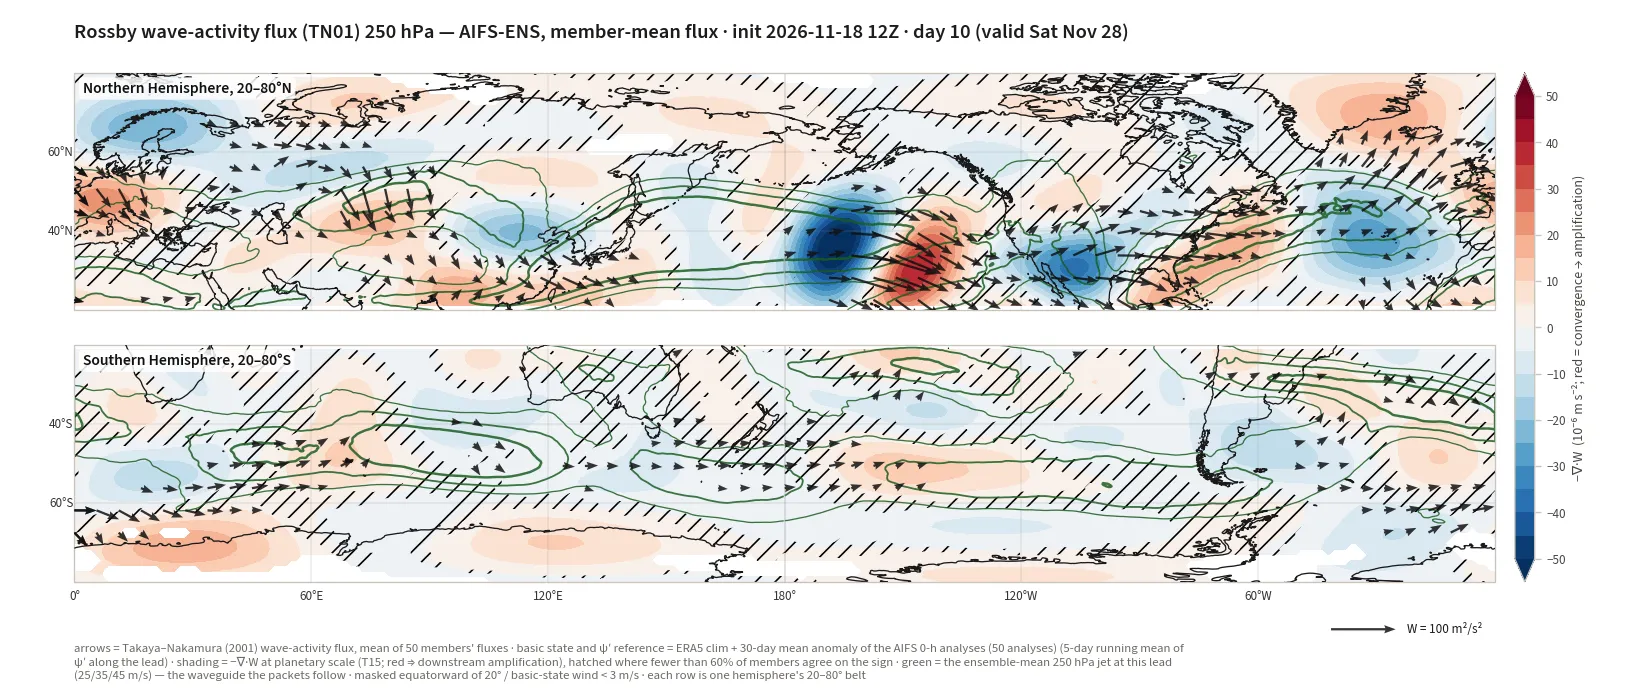 Rossby wave-activity flux (TN01) 250 hPa — AIFS-ENS, member-mean flux · init 2026-11-18 12Z · day 10 (valid Sat Nov 28)
Northern Hemisphere, 20–80°N
60°N
40°N
Southern Hemisphere, 20–80°S
40°S
60°S
0°
60°E
120°E
180°
120°W
60°W
50
40
30
20
10
0
−10
−20
−30
−40
−50
−∇·W (10⁻⁶ m s⁻²; red = convergence → amplification)
W = 100 m²/s²
arrows = Takaya–Nakamura (2001) wave-activity flux, mean of 50 members' fluxes · basic state and ψ' reference = ERA5 clim + 30-day mean anomaly of the AIFS 0-h analyses (50 analyses) (5-day running mean of
ψ' along the lead) · shading = −∇·W at planetary scale (T15; red ⇒ downstream amplification), hatched where fewer than 60% of members agree on the sign · green = the ensemble-mean 250 hPa jet at this lead
(25/35/45 m/s) — the waveguide the packets follow · masked equatorward of 20° / basic-state wind < 3 m/s · each row is one hemisphere's 20–80° belt